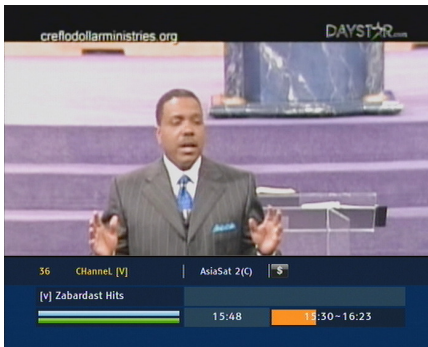 creflodollarministries.org
DAYSTAR.com
36 CHanneL [V] AsiaSat 2(C) $
[v] Zabardast Hits
15:48 15:30~16:23